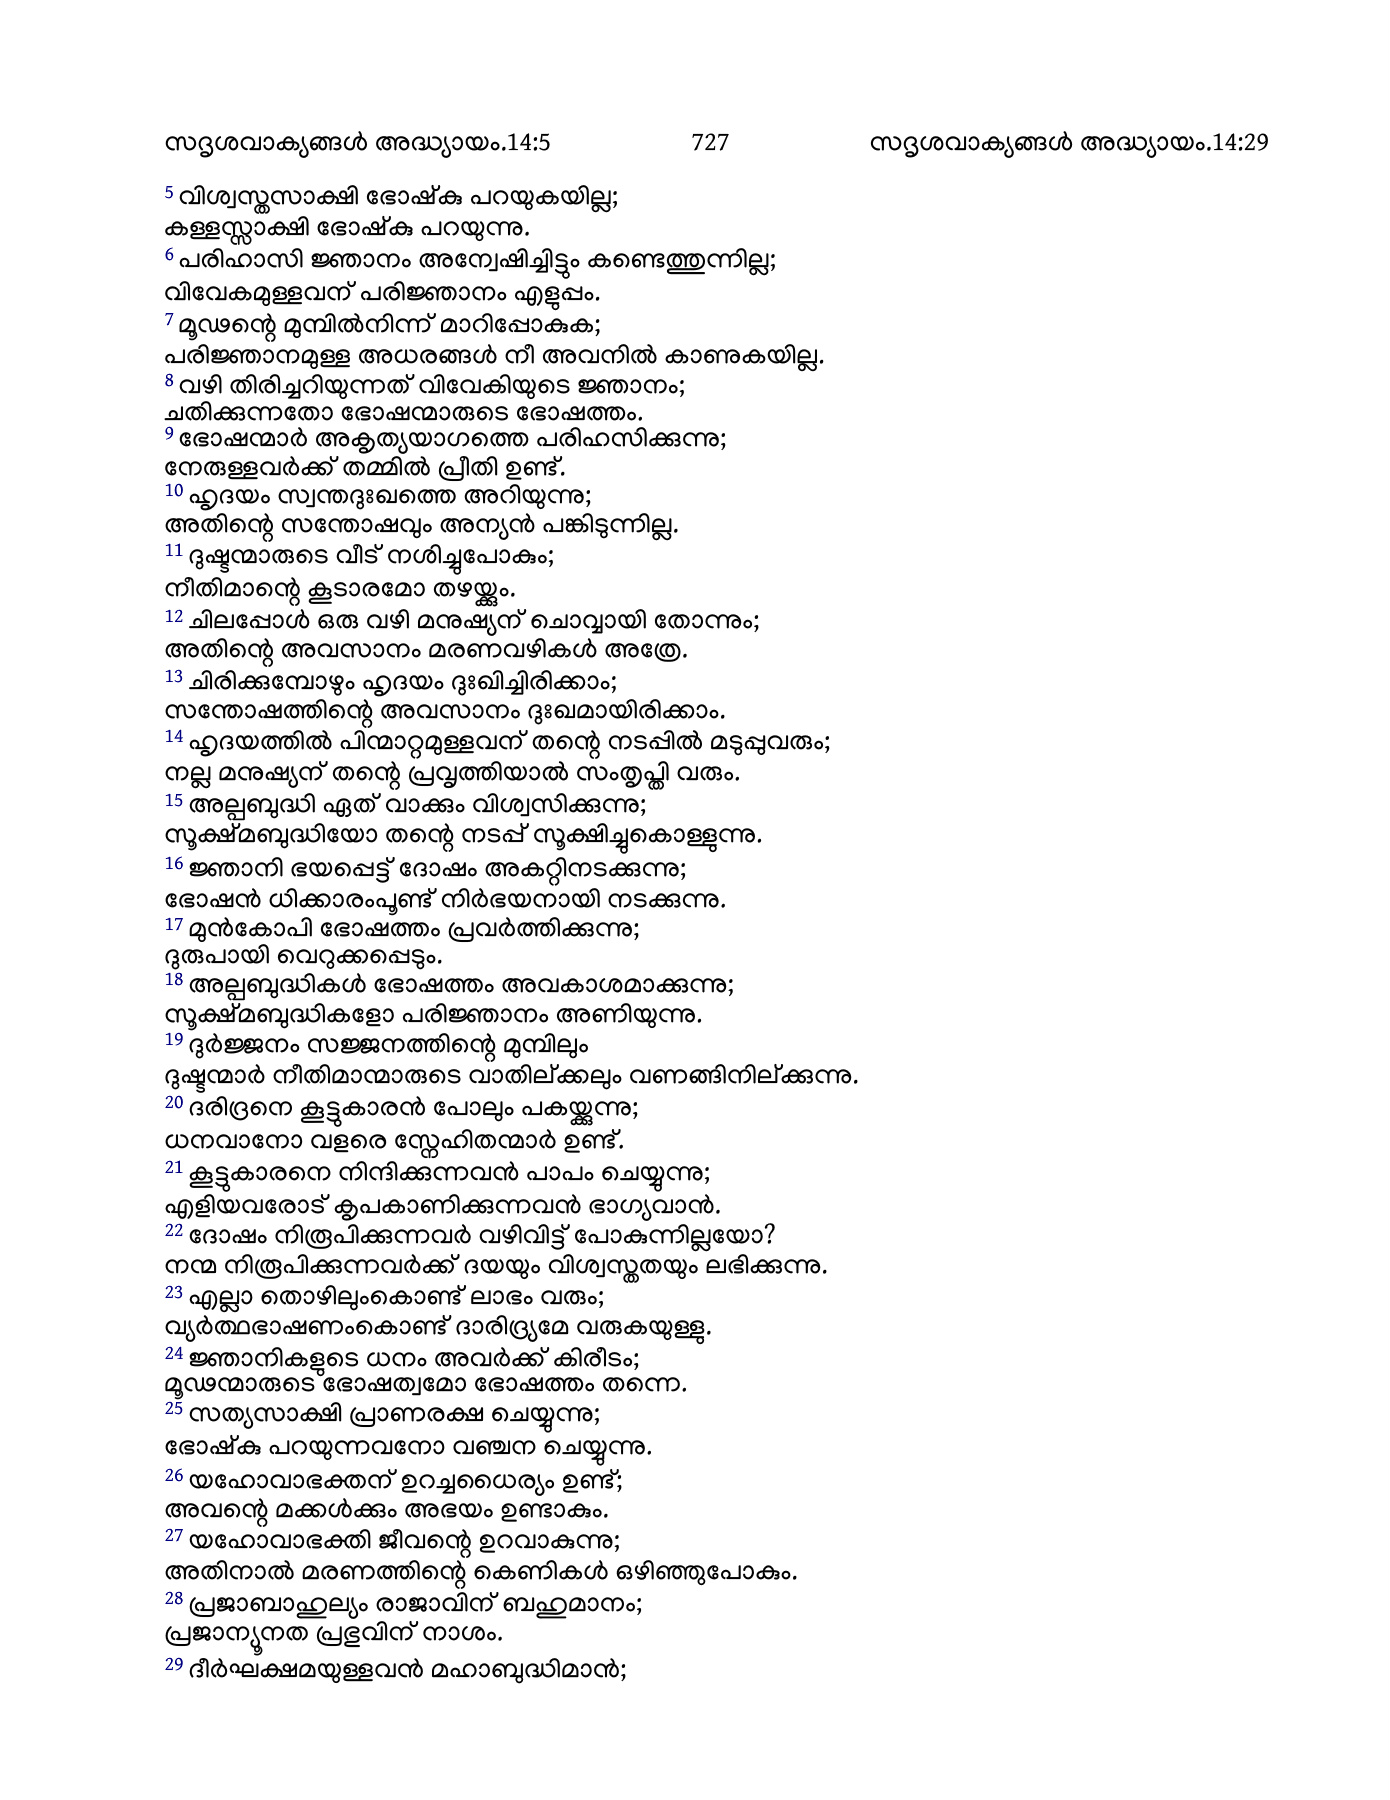 സദൃശവാക്യങ്ങൾ അദ്ധ്യായം.14:5 727 സദൃശവാക്യങ്ങൾ അദ്ധ്യായം.14:29
5 വിശ്വസ്തസാക്ഷി ഭോഷ്കു പറയുകയില്ല;
കള്ളസ്സാക്ഷി ഭോഷ്കു പറയുന്നു.
6 പരിഹാസി ജ്ഞാനം അന്വേഷിച്ചിട്ടും കണ്ടെത്തുന്നില്ല;
വിവേകമുള്ളവന് പരിജ്ഞാനം എളുപ്പം.
7 മൂഢന്റെ മുമ്പിൽനിന്ന് മാറിപ്പോകുക;
പരിജ്ഞാനമുള്ള അധരങ്ങൾ നീ അവനിൽ കാണുകയില്ല.
8 വഴി തിരിച്ചറിയുന്നത് വിവേകിയുടെ ജ്ഞാനം;
ചതിക്കുന്നതോ ഭോഷന്മാരുടെ ഭോഷത്തം.
9 ഭോഷന്മാർ അകൃത്യയാഗത്തെ പരിഹസിക്കുന്നു;
നേരുള്ളവർക്ക് തമ്മിൽ പ്രീതി ഉണ്ട്.
10 ഹൃദയം സ്വന്തദുഃഖത്തെ അറിയുന്നു;
അതിന്റെ സന്തോഷവും അന്യൻ പങ്കിടുന്നില്ല.
11 ദുഷ്ടന്മാരുടെ വീട് നശിച്ചുപോകും;
നീതിമാന്റെ കൂടാരമോ തഴയ്ക്കും.
12 ചിലപ്പോൾ ഒരു വഴി മനുഷ്യന് ചൊവ്വായി തോന്നും;
അതിന്റെ അവസാനം മരണവഴികൾ അത്രേ.
13 ചിരിക്കുമ്പോഴും ഹൃദയം ദുഃഖിച്ചിരിക്കാം;
സന്തോഷത്തിന്റെ അവസാനം ദുഃഖമായിരിക്കാം.
14 ഹൃദയത്തിൽ പിന്മാറ്റമുള്ളവന് തന്റെ നടപ്പിൽ മടുപ്പുവരും;
നല്ല മനുഷ്യന് തന്റെ പ്രവൃത്തിയാൽ സംതൃപ്തി വരും.
15 അല്പബുദ്ധി ഏത് വാക്കും വിശ്വസിക്കുന്നു;
സൂക്ഷ്മബുദ്ധിയോ തന്റെ നടപ്പ് സൂക്ഷിച്ചുകൊള്ളുന്നു.
16 ജ്ഞാനി ഭയപ്പെട്ട് ദോഷം അകറ്റിനടക്കുന്നു;
ഭോഷൻ ധിക്കാരംപൂണ്ട് നിർഭയനായി നടക്കുന്നു.
17 മുൻകോപി ഭോഷത്തം പ്രവർത്തിക്കുന്നു;
ദുരുപായി വെറുക്കപ്പെടും.
18 അല്പബുദ്ധികൾ ഭോഷത്തം അവകാശമാക്കുന്നു;
സൂക്ഷ്മബുദ്ധികളോ പരിജ്ഞാനം അണിയുന്നു.
19 ദുർജ്ജനം സജ്ജനത്തിന്റെ മുമ്പിലും
ദുഷ്ടന്മാർ നീതിമാന്മാരുടെ വാതില്ക്കലും വണങ്ങിനില്ക്കുന്നു.
20 ദരിദ്രനെ കൂട്ടുകാരൻ പോലും പകയ്ക്കുന്നു;
ധനവാനോ വളരെ സ്നേഹിതന്മാർ ഉണ്ട്.
21 കൂട്ടുകാരനെ നിന്ദിക്കുന്നവൻ പാപം ചെയ്യുന്നു;
എളിയവരോട് കൃപകാണിക്കുന്നവൻ ഭാഗ്യവാൻ.
22 ദോഷം നിരൂപിക്കുന്നവർ വഴിവിട്ട് പോകുന്നില്ലയോ?
നന്മ നിരൂപിക്കുന്നവർക്ക് ദയയും വിശ്വസ്തതയും ലഭിക്കുന്നു.
23 എല്ലാ തൊഴിലുംകൊണ്ട് ലാഭം വരും;
വ്യർത്ഥഭാഷണംകൊണ്ട് ദാരിദ്ര്യമേ വരുകയുള്ളു.
24 ജ്ഞാനികളുടെ ധനം അവർക്ക് കിരീടം;
മൂഢന്മാരുടെ ഭോഷത്വമോ ഭോഷത്തം തന്നെ.
25 സത്യസാക്ഷി പ്രാണരക്ഷ ചെയ്യുന്നു;
ഭോഷ്കു പറയുന്നവനോ വഞ്ചന ചെയ്യുന്നു.
26 യഹോവാഭക്തന് ഉറച്ചധൈര്യം ഉണ്ട്;
അവന്റെ മക്കൾക്കും അഭയം ഉണ്ടാകും.
27 യഹോവാഭക്തി ജീവന്റെ ഉറവാകുന്നു;
അതിനാൽ മരണത്തിന്റെ കെണികൾ ഒഴിഞ്ഞുപോകും.
28 പ്രജാബാഹുല്യം രാജാവിന് ബഹുമാനം;
പ്രജാന്യൂനത പ്രഭുവിന് നാശം.
29 ദീർഘക്ഷമയുള്ളവൻ മഹാബുദ്ധിമാൻ;